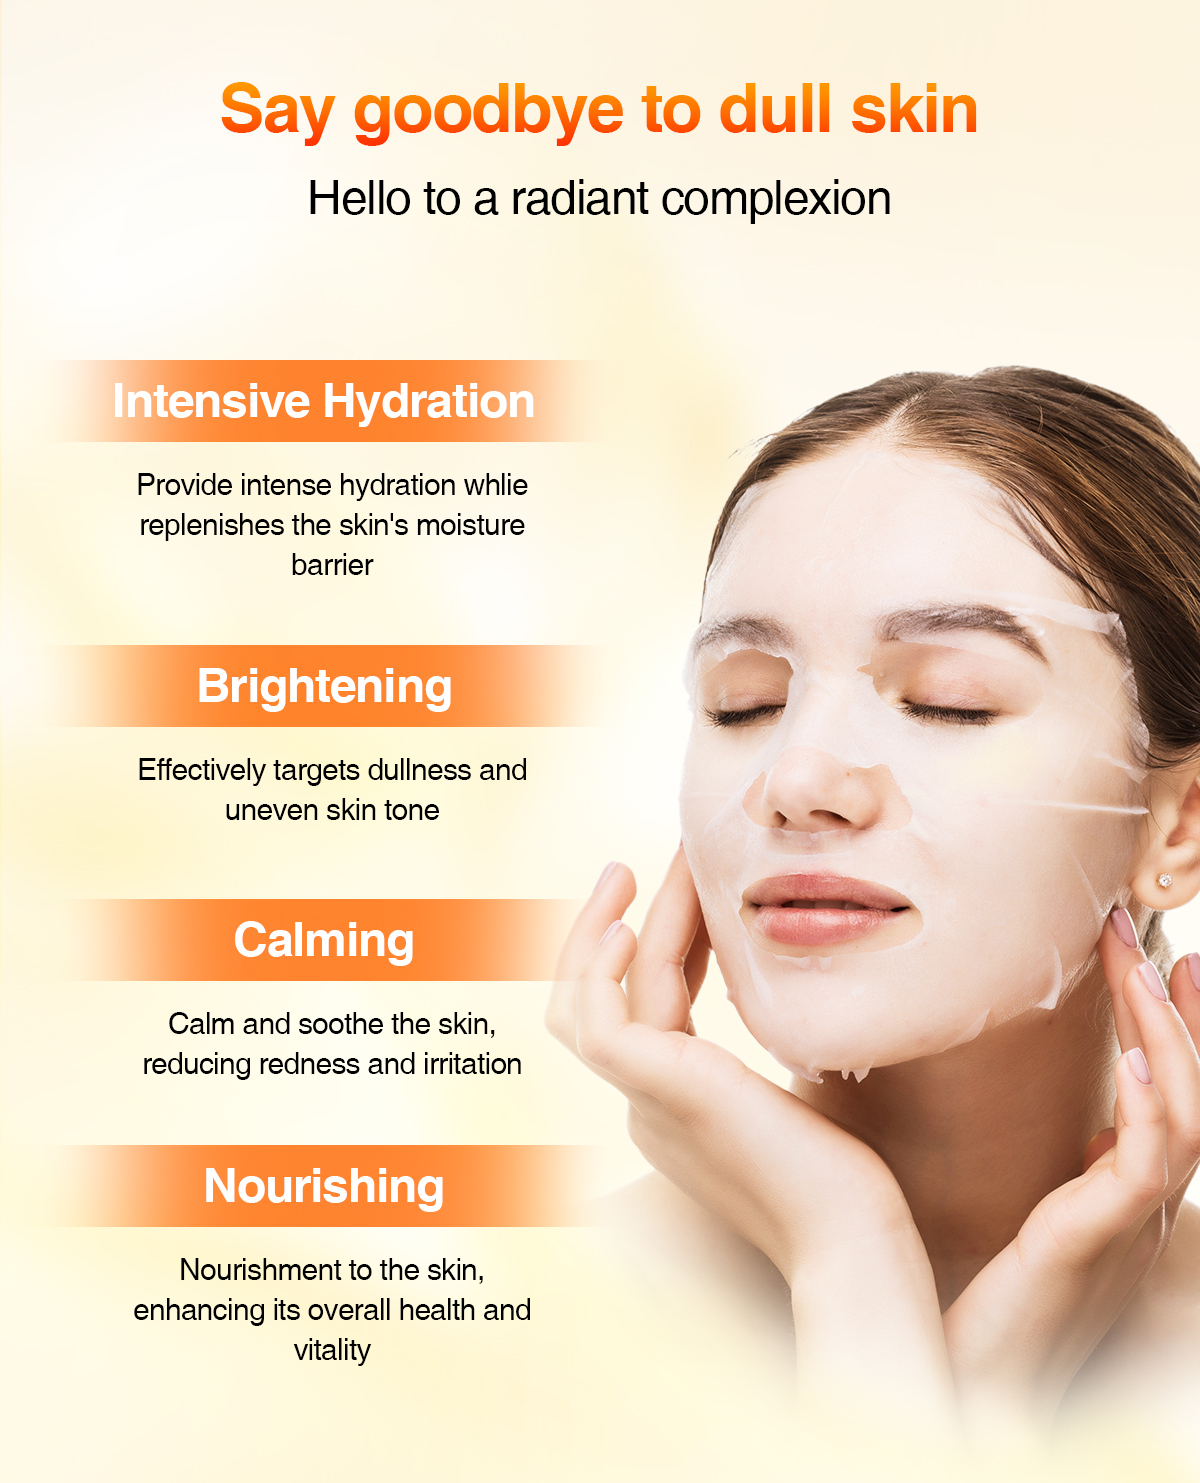 Say goodbye to dull skin
Hello to a radiant complexion
Intensive Hydration
Provide intense hydration whlie
replenishes the skin's moisture
barrier
Brightening
Effectively targets dullness and
uneven skin tone
Calming
Calm and soothe the skin,
reducing redness and irritation
Nourishing
Nourishment to the skin,
enhancing its overall health and
vitality